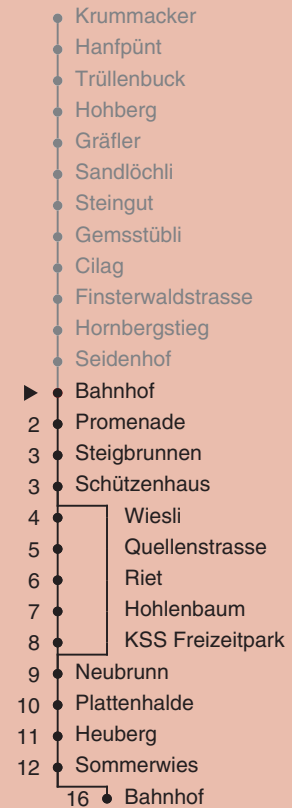 Krummacker
Hanfpünt
Trüllenbuck
Hohberg
Gräfler
Sandlöchli
Steingut
Gemsstübli
Cilag
Finsterwaldstrasse
Hornbergstieg
Seidenhof
Bahnhof
2 Promenade
3 Steigbrunnen
3 Schützenhaus
4 Wiesli
5 Quellenstrasse
6 Riet
7 Hohlenbaum
8 KSS Freizeitpark
9 Neubrunn
10 Plattenhalde
11 Heuberg
12 Sommerwies
16 Bahnhof